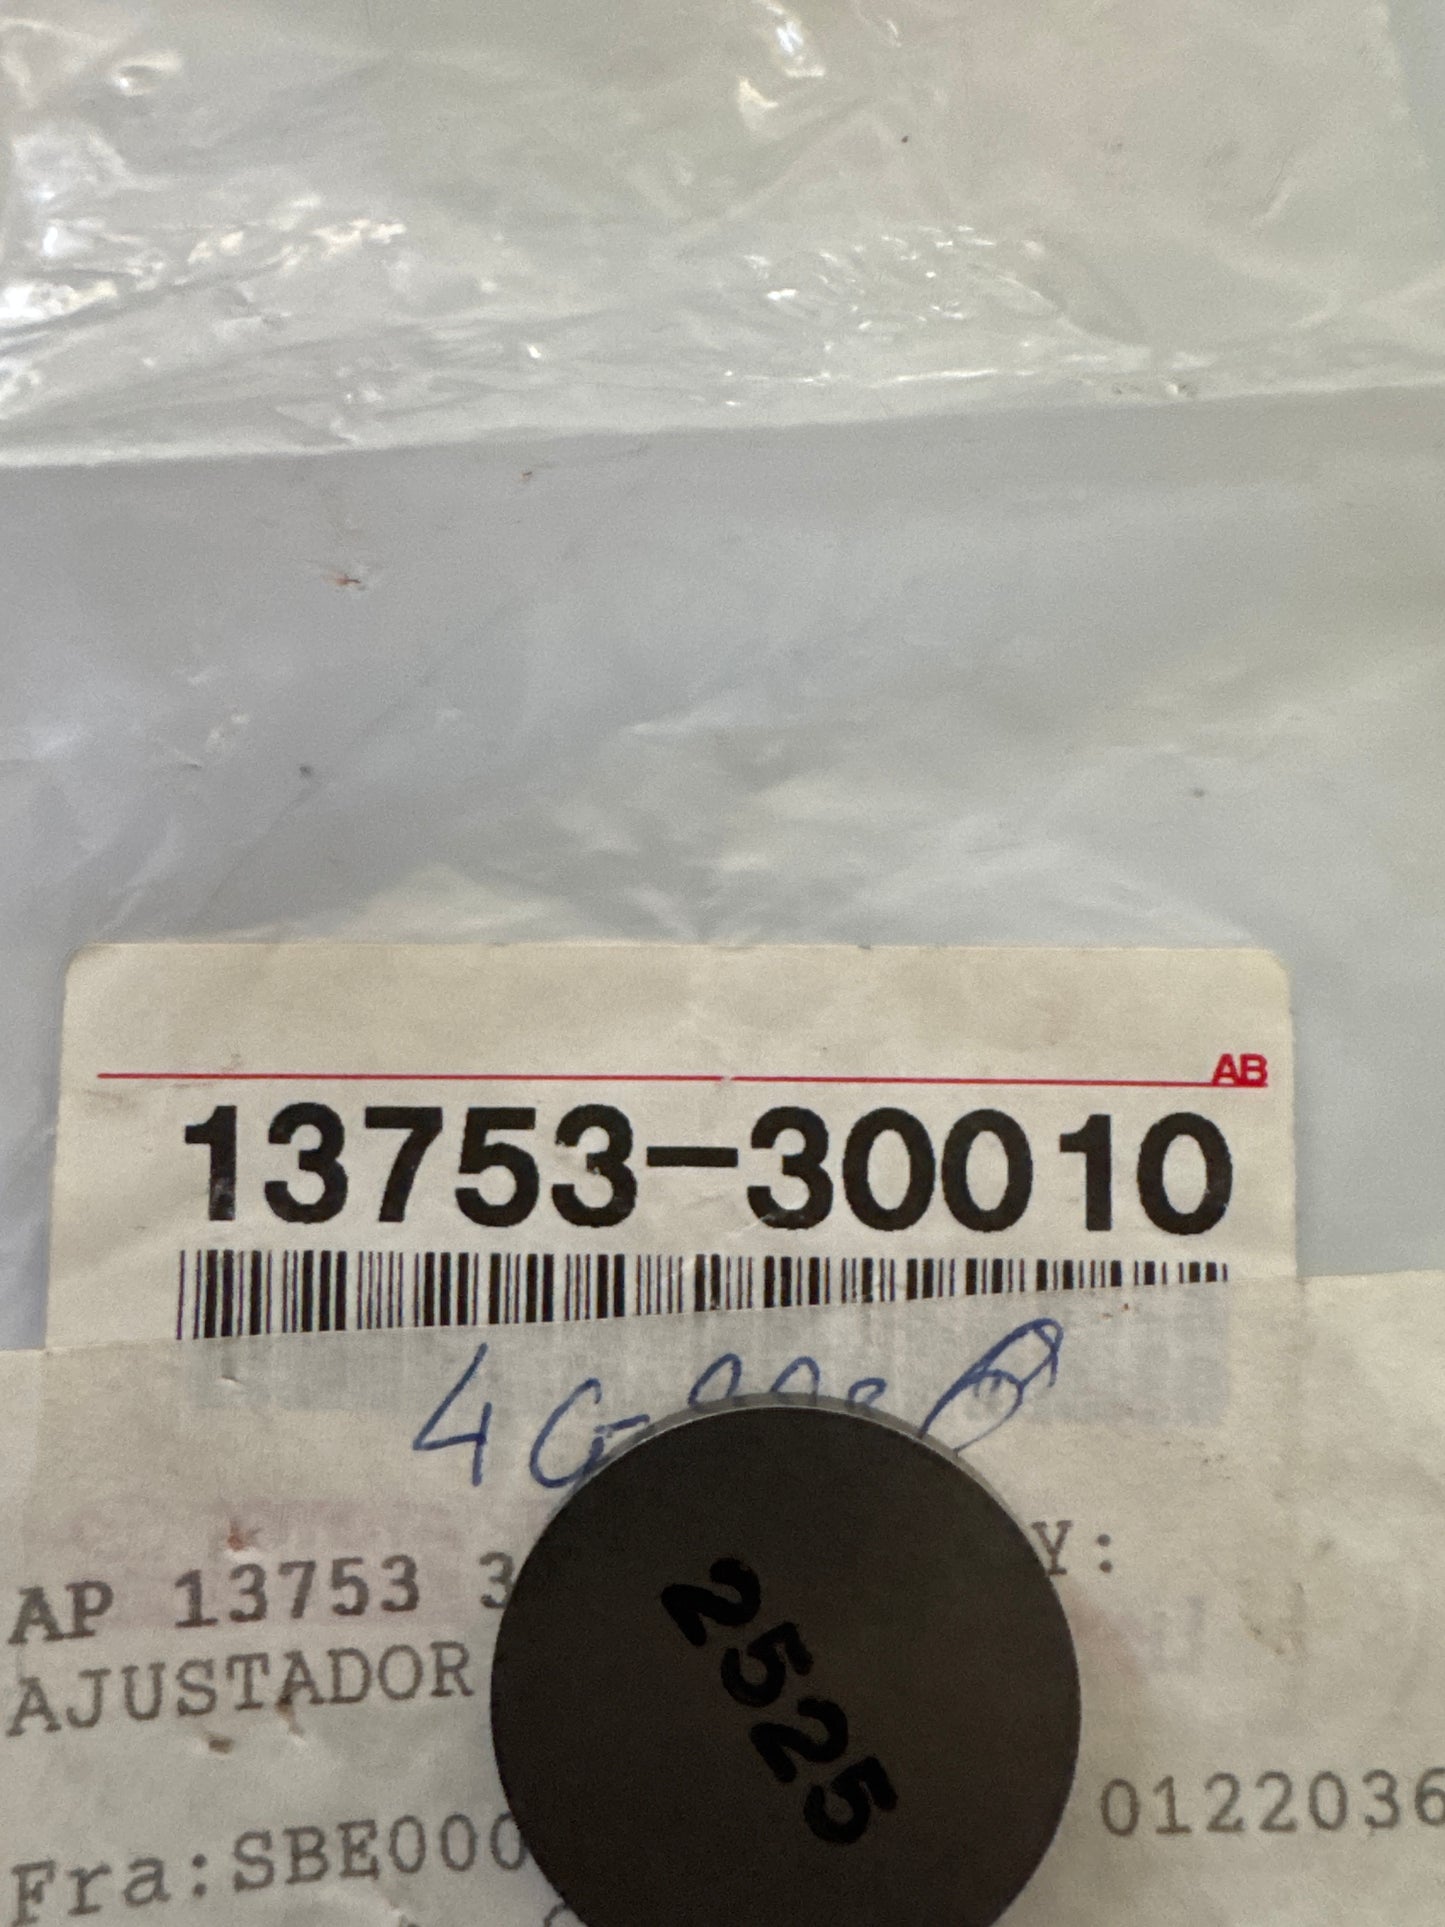 AB
13753-30010
AP 13753 3
Y:
AJUSTADOR
2525
0122036
Fra:SBE000